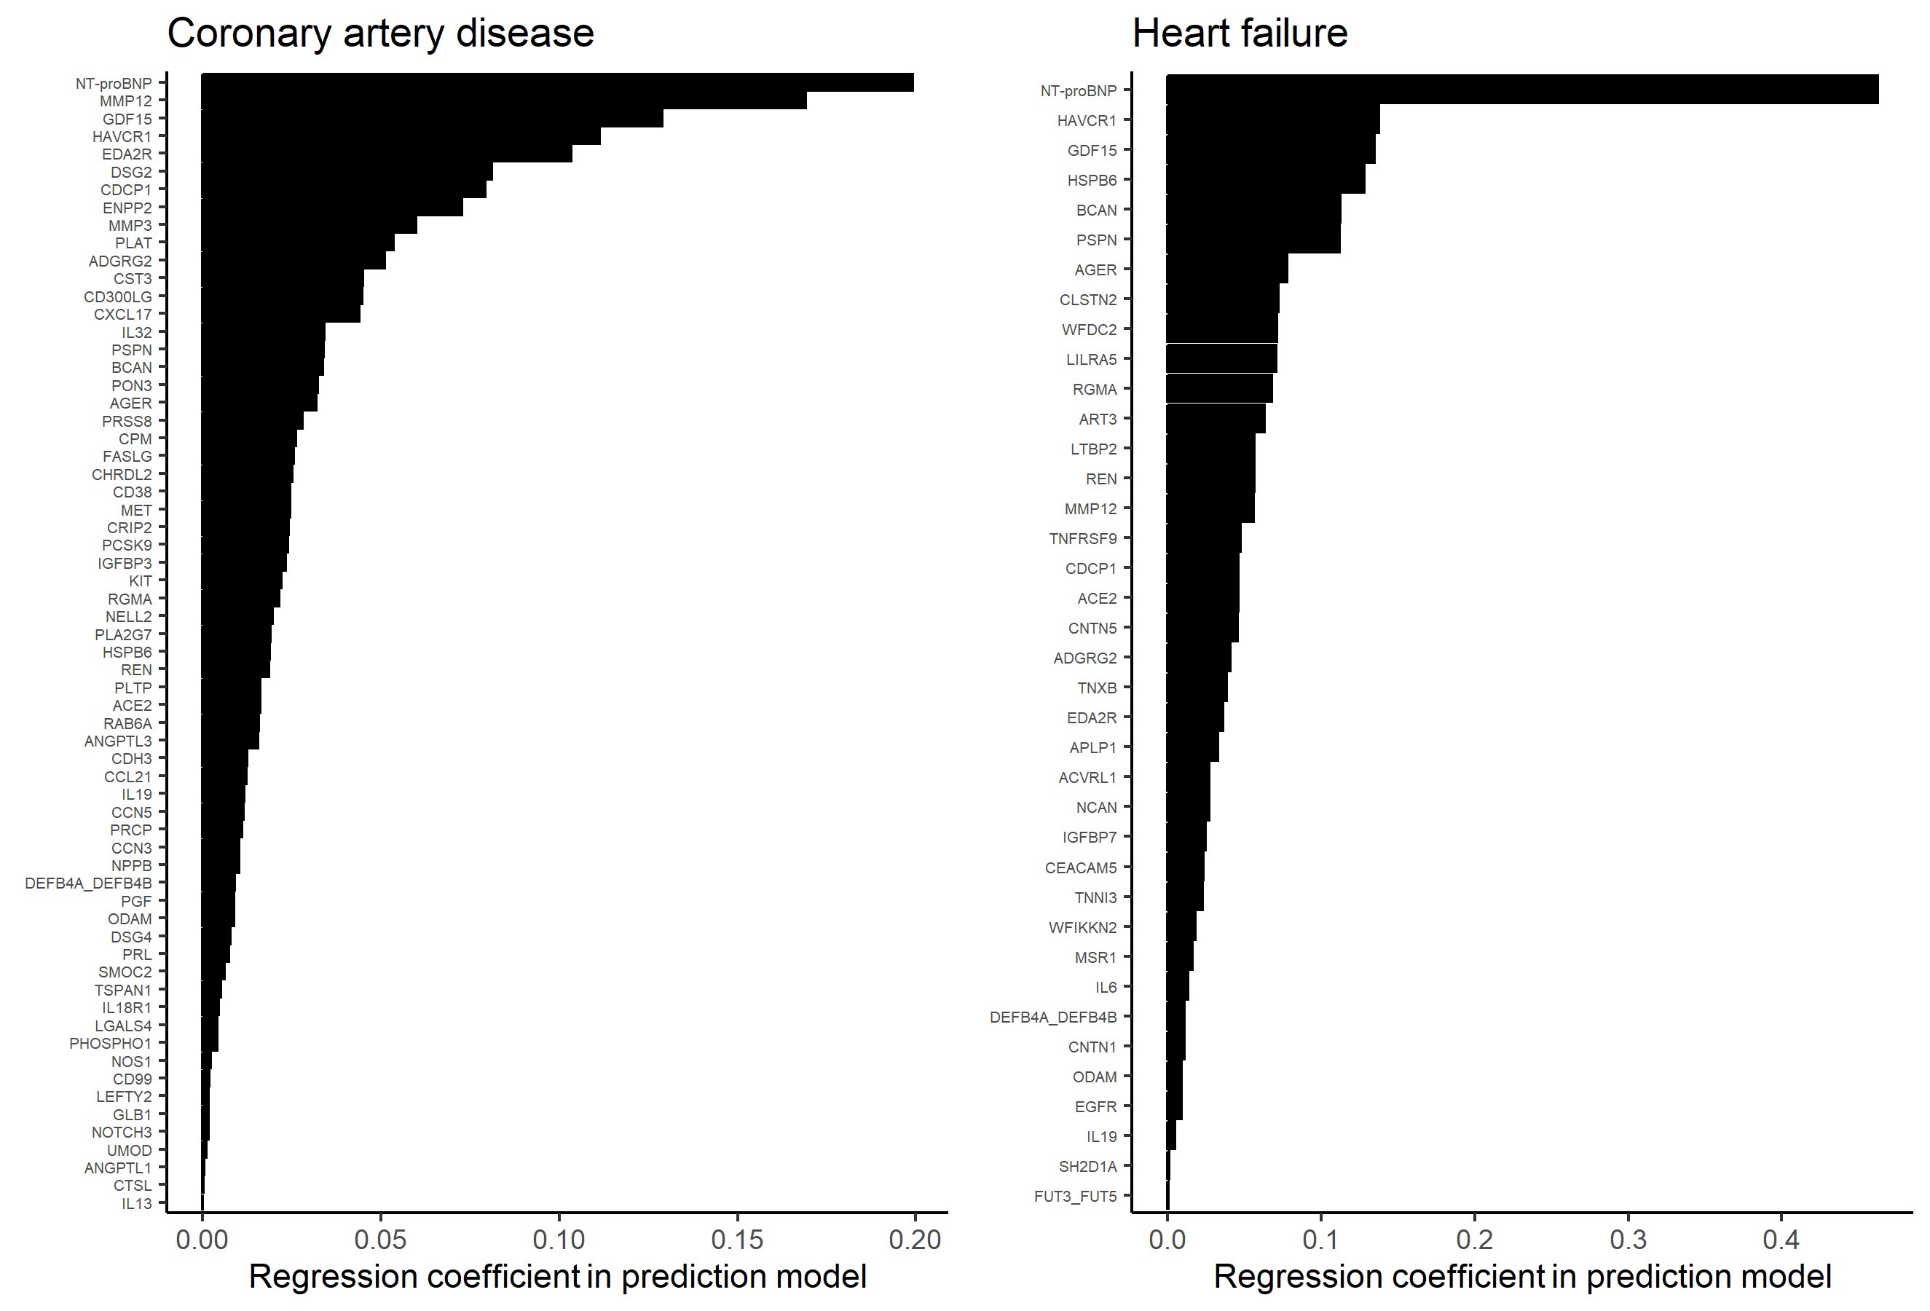 Coronary artery disease
NT-proBNP
MMP12
GDF15
HAVCR1
EDA2R
DSG2
CDCP1
ENPP2
MMP3
PLAT
ADGRG2
CST3
CD300LG
CXCL17
IL32
PSPN
BCAN
PON3
AGER
PRSS8
CPM
FASLG
CHRDL2
CD38
MET
CRIP2
PCSK9
IGFBP3
KIT
RGMA
NELL2
PLA2G7
HSPB6
REN
PLTP
ACE2
RAB6A
ANGPTL3
CDH3
CCL21
IL19
CCN5
PRCP
CCN3
NPPB
DEFB4A_DEFB4B
PGF
ODAM
DSG4
PRL
SMOC2
TSPAN1
IL18R1
LGALS4
PHOSPHO1
NOS1
CD99
LEFTY2
GLB1
NOTCH3
UMOD
ANGPTL1
CTSL
IL13
0.00 0.05 0.10 0.15 0.20
Regression coefficient in prediction model
Heart failure
NT-proBNP
HAVCR1
GDF15
HSPB6
BCAN
PSPN
AGER
CLSTN2
WFDC2
LILRA5
RGMA
ART3
LTBP2
REN
MMP12
TNFRSF9
CDCP1
ACE2
CNTN5
ADGRG2
TNXB
EDA2R
APLP1
ACVRL1
NCAN
IGFBP7
CEACAM5
TNNI3
WFIKKN2
MSR1
IL6
DEFB4A_DEFB4B
CNTN1
ODAM
EGFR
IL19
SH2D1A
FUT3_FUT5
0.0 0.1 0.2 0.3 0.4
Regression coefficient in prediction model